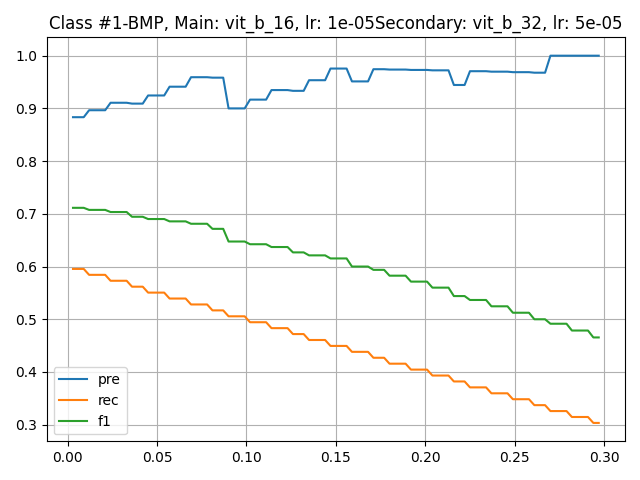 Class #1-BMP, Main: vit_b_16, lr: 1e-05Secondary: vit_b_32, lr: 5e-05
1.0
0.9
0.8
0.7
0.6
0.5
0.4
0.3
pre
rec
f1
0.00 0.05 0.10 0.15 0.20 0.25 0.30